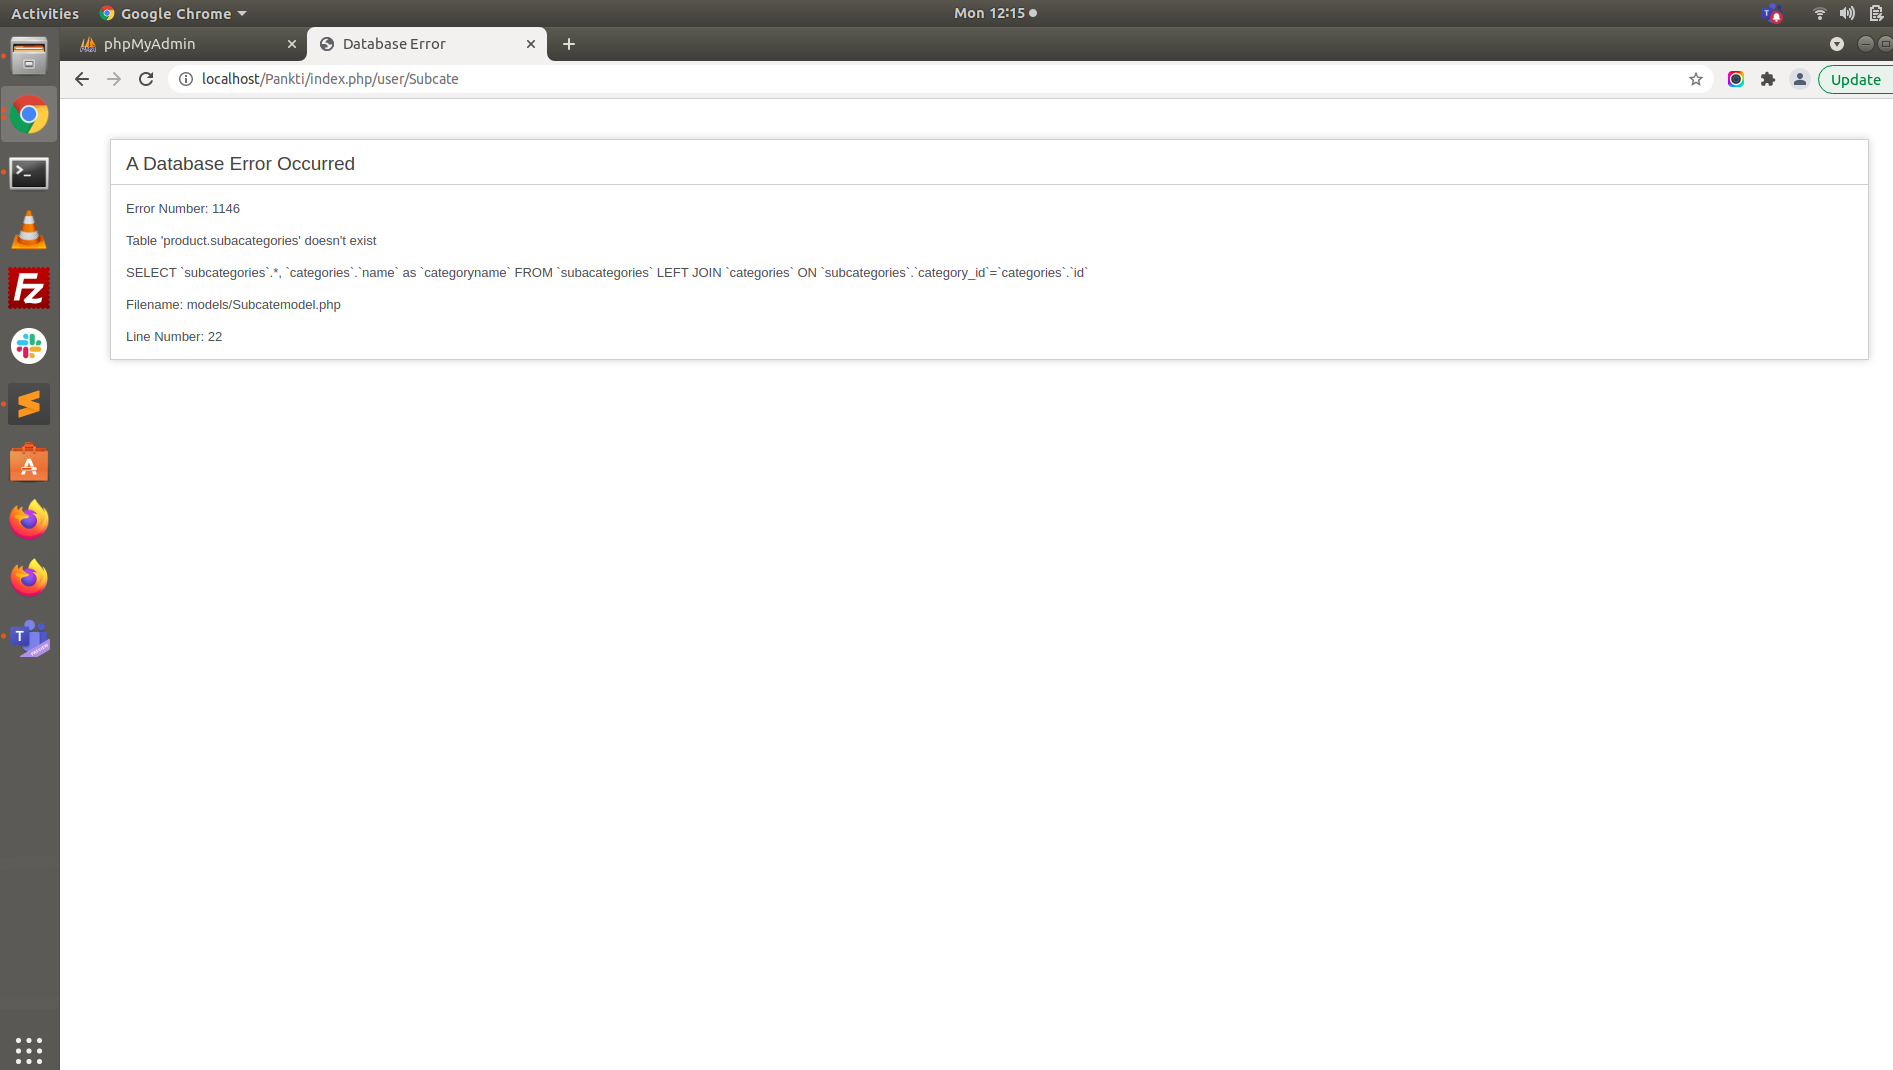 Activities
Google Chrome
Mon 12:15
phpMyAdmin
Database Error
localhost/Pankti/index.php/user/Subcate
Update
A Database Error Occurred
Error Number: 1146
Table 'product.subacategories' doesn't exist
SELECT `subcategories`.*, `categories`.`name` as `categoryname` FROM `subacategories` LEFT JOIN `categories` ON `subcategories`.`category_id`=`categories`.`id`
Filename: models/Subcatemodel.php
Line Number: 22